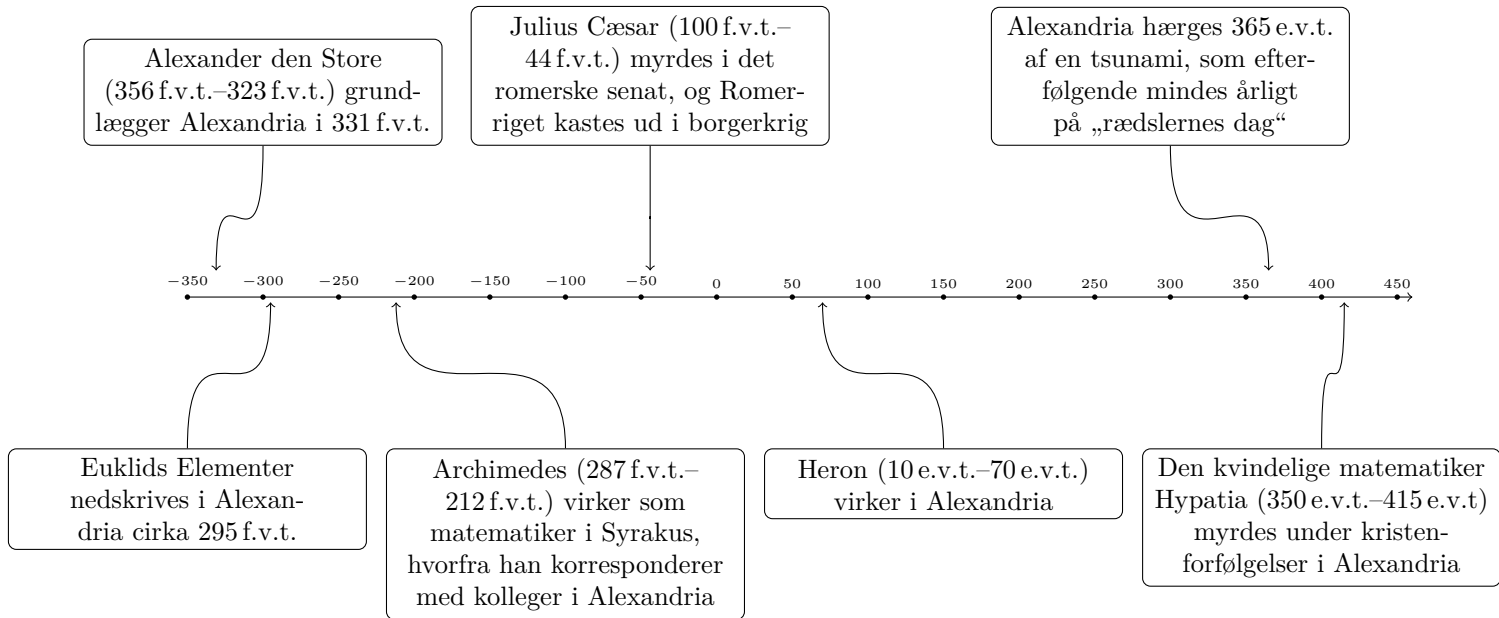 Alexander den Store
(356 f.v.t.–323 f.v.t.) grund-
lægger Alexandria i 331 f.v.t.
Julius Cæsar (100 f.v.t.–
44 f.v.t.) myrdes i det
romerske senat, og Romer-
riget kastes ud i borgerkrig
Alexandria hærges 365 e.v.t.
af en tsunami, som efter-
følgende mindes årligt
på „rædslernes dag“
−350 −300 −250 −200 −150 −100 −50 0 50 100 150 200 250 300 350 400 450
Euklids Elementer
nedskrives i Alexan-
dria cirka 295 f.v.t.
Archimedes (287 f.v.t.–
212 f.v.t.) virker som
matematiker i Syrakus,
hvorfra han korresponderer
med kolleger i Alexandria
Heron (10 e.v.t.–70 e.v.t.)
virker i Alexandria
Den kvindelige matematiker
Hypatia (350 e.v.t.–415 e.v.t)
myrdes under kristen-
forfølgelser i Alexandria